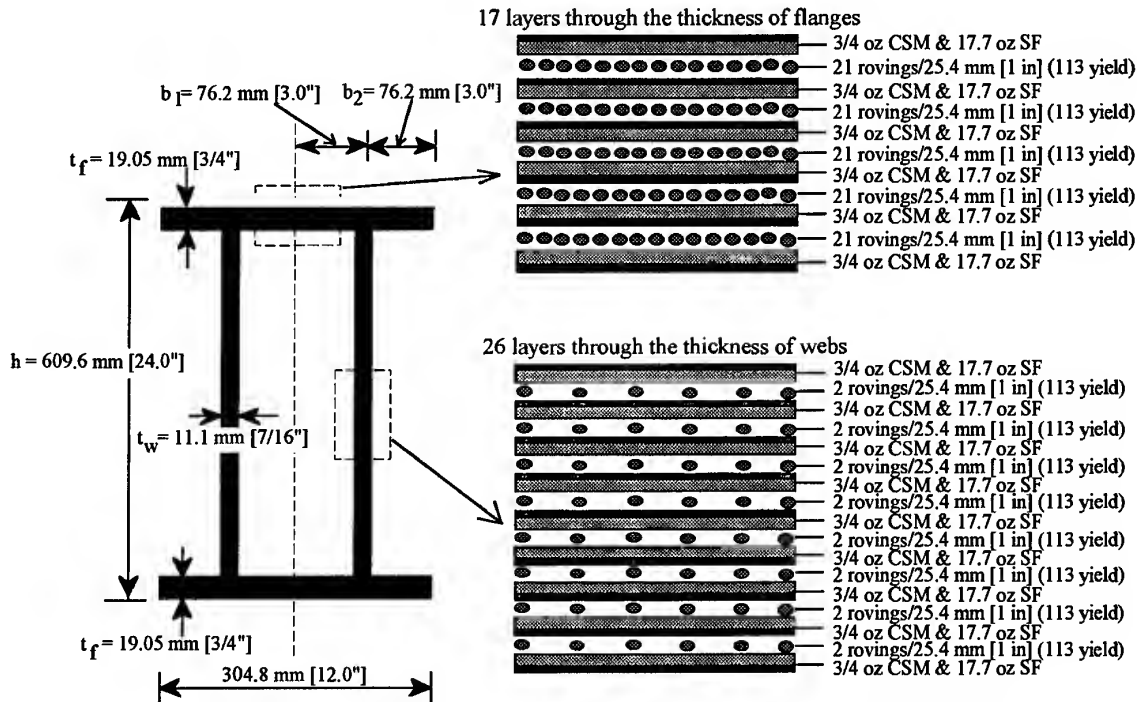 17 layers through the thickness of flanges
3/4 oz CSM & 17.7 oz SF
21 rovings/25.4 mm [1 in] (113 yield)
3/4 oz CSM & 17.7 oz SF
21 rovings/25.4 mm [1 in] (113 yield)
3/4 oz CSM & 17.7 oz SF
21 rovings/25.4 mm [1 in] (113 yield)
3/4 oz CSM & 17.7 oz SF
21 rovings/25.4 mm [1 in] (113 yield)
3/4 oz CSM & 17.7 oz SF
21 rovings/25.4 mm [1 in] (113 yield)
3/4 oz CSM & 17.7 oz SF
b1= 76.2 mm [3.0"]
b2= 76.2 mm [3.0"]
tf = 19.05 mm [3/4"]
h = 609.6 mm [24.0"]
tw= 11.1 mm [7/16"]
tf = 19.05 mm [3/4"]
304.8 mm [12.0"]
26 layers through the thickness of webs
3/4 oz CSM & 17.7 oz SF
2 rovings/25.4 mm [1 in] (113 yield)
3/4 oz CSM & 17.7 oz SF
2 rovings/25.4 mm [1 in] (113 yield)
3/4 oz CSM & 17.7 oz SF
2 rovings/25.4 mm [1 in] (113 yield)
3/4 oz CSM & 17.7 oz SF
2 rovings/25.4 mm [1 in] (113 yield)
3/4 oz CSM & 17.7 oz SF
2 rovings/25.4 mm [1 in] (113 yield)
3/4 oz CSM & 17.7 oz SF
2 rovings/25.4 mm [1 in] (113 yield)
3/4 oz CSM & 17.7 oz SF
2 rovings/25.4 mm [1 in] (113 yield)
3/4 oz CSM & 17.7 oz SF
2 rovings/25.4 mm [1 in] (113 yield)
3/4 oz CSM & 17.7 oz SF